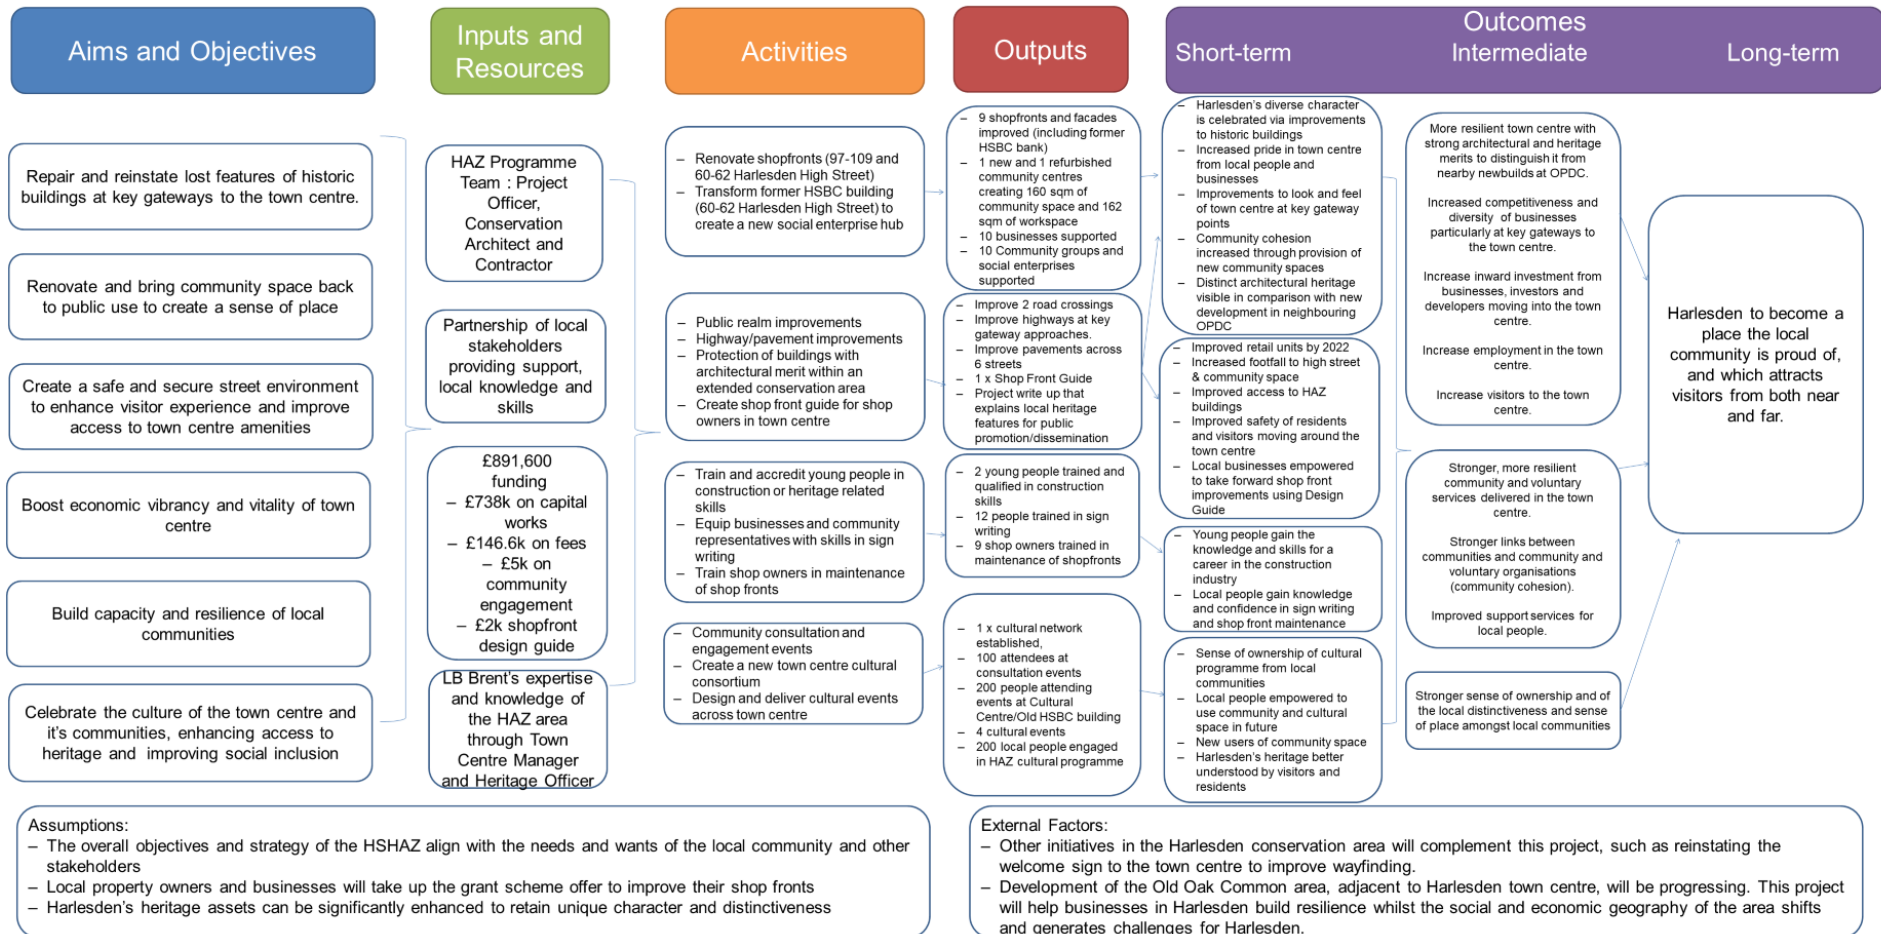 Aims and Objectives
Inputs and
Resources
Activities
Outputs
Outcomes
Short-term
Intermediate
Long-term
Repair and reinstate lost features of historic
buildings at key gateways to the town centre.
Renovate and bring community space back
to public use to create a sense of place
Create a safe and secure street environment
to enhance visitor experience and improve
access to town centre amenities
Boost economic vibrancy and vitality of town
centre
Build capacity and resilience of local
communities
Celebrate the culture of the town centre and
it's communities, enhancing access to
heritage and improving social inclusion
HAZ Programme
Team : Project
Officer,
Conservation
Architect and
Contractor
Partnership of local
stakeholders
providing support,
local knowledge and
skills
£891,600
funding
– £738k on capital
works
– £146.6k on fees
– £5k on
community
engagement
– £2k shopfront
design guide
LB Brent's expertise
and knowledge of
the HAZ area
through Town
Centre Manager
and Heritage Officer
– Renovate shopfronts (97-109 and
60-62 Harlesden High Street)
– Transform former HSBC building
(60-62 Harlesden High Street) to
create a new social enterprise hub
– Public realm improvements
– Highway/pavement improvements
– Protection of buildings with
architectural merit within an
extended conservation area
– Create shop front guide for shop
owners in town centre
– Train and accredit young people in
construction or heritage related
skills
– Equip businesses and community
representatives with skills in sign
writing
– Train shop owners in maintenance
of shop fronts
– Community consultation and
engagement events
– Create a new town centre cultural
consortium
– Design and deliver cultural events
across town centre
– 9 shopfronts and facades
improved (including former
HSBC bank)
– 1 new and 1 refurbished
community centres
creating 160 sqm of
community space and 162
sqm of workspace
– 10 businesses supported
– 10 Community groups and
social enterprises
supported
– Improve 2 road crossings
– Improve highways at key
gateway approaches.
– Improve pavements across
6 streets
– 1 x Shop Front Guide
– Project write up that
explains local heritage
features for public
promotion/dissemination
– 2 young people trained and
qualified in construction
skills
– 12 people trained in sign
writing
– 9 shop owners trained in
maintenance of shopfronts
– 1 x cultural network
established,
– 100 attendees at
consultation events
– 200 people attending
events at Cultural
Centre/Old HSBC building
– 4 cultural events
– 200 local people engaged
in HAZ cultural programme
– Harlesden's diverse character
is celebrated via improvements
to historic buildings
– Increased pride in town centre
from local people and
businesses
– Improvements to look and feel
of town centre at key gateway
points
– Community cohesion
increased through provision of
new community spaces
– Distinct architectural heritage
visible in comparison with new
development in neighbouring
OPDC
– Improved retail units by 2022
– Increased footfall to high street
& community space
– Improved access to HAZ
buildings
– Improved safety of residents
and visitors moving around the
town centre
– Local businesses empowered
to take forward shop front
improvements using Design
Guide
– Young people gain the
knowledge and skills for a
career in the construction
industry
– Local people gain knowledge
and confidence in sign writing
and shop front maintenance
– Sense of ownership of cultural
programme from local
communities
– Local people empowered to
use community and cultural
space in future
– New users of community space
– Harlesden's heritage better
understood by visitors and
residents
More resilient town centre with
strong architectural and heritage
merits to distinguish it from
nearby newbuilds at OPDC.
Increased competitiveness and
diversity of businesses
particularly at key gateways to
the town centre.
Increase inward investment from
businesses, investors and
developers moving into the town
centre.
Increase employment in the town
centre.
Increase visitors to the town
centre.
Stronger, more resilient
community and voluntary
services delivered in the town
centre.
Stronger links between
communities and community and
voluntary organisations
(community cohesion).
Improved support services for
local people.
Stronger sense of ownership and of
the local distinctiveness and sense
of place amongst local communities
Harlesden to become a
place the local
community is proud of,
and which attracts
visitors from both near
and far.
Assumptions:
– The overall objectives and strategy of the HSHAZ align with the needs and wants of the local community and other
stakeholders
– Local property owners and businesses will take up the grant scheme offer to improve their shop fronts
– Harlesden's heritage assets can be significantly enhanced to retain unique character and distinctiveness
External Factors:
– Other initiatives in the Harlesden conservation area will complement this project, such as reinstating the
welcome sign to the town centre to improve wayfinding.
– Development of the Old Oak Common area, adjacent to Harlesden town centre, will be progressing. This project
will help businesses in Harlesden build resilience whilst the social and economic geography of the area shifts
and generates challenges for Harlesden.